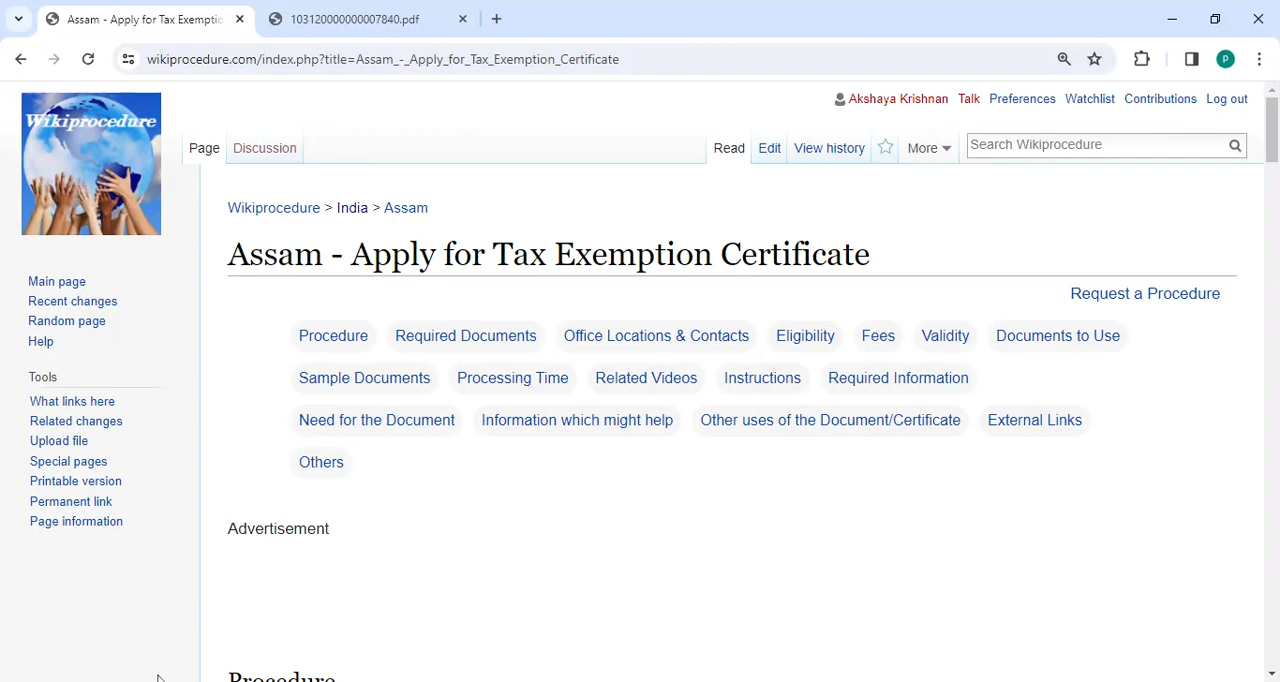 Assam - Apply for Tax Exemptio
103120000000007840.pdf
wikiprocedure.com/index.php?title=Assam_-_Apply_for_Tax_Exemption_Certificate
P
Wikiprocedure
Akshaya Krishnan Talk Preferences Watchlist Contributions Log out
Page Discussion Read Edit View history More Search Wikiprocedure
Wikiprocedure > India > Assam
Assam - Apply for Tax Exemption Certificate
Request a Procedure
Main page
Recent changes
Random page
Help
Tools
What links here
Related changes
Upload file
Special pages
Printable version
Permanent link
Page information
Procedure Required Documents Office Locations & Contacts Eligibility Fees Validity Documents to Use
Sample Documents Processing Time Related Videos Instructions Required Information
Need for the Document Information which might help Other uses of the Document/Certificate External Links
Others
Advertisement
Procedure